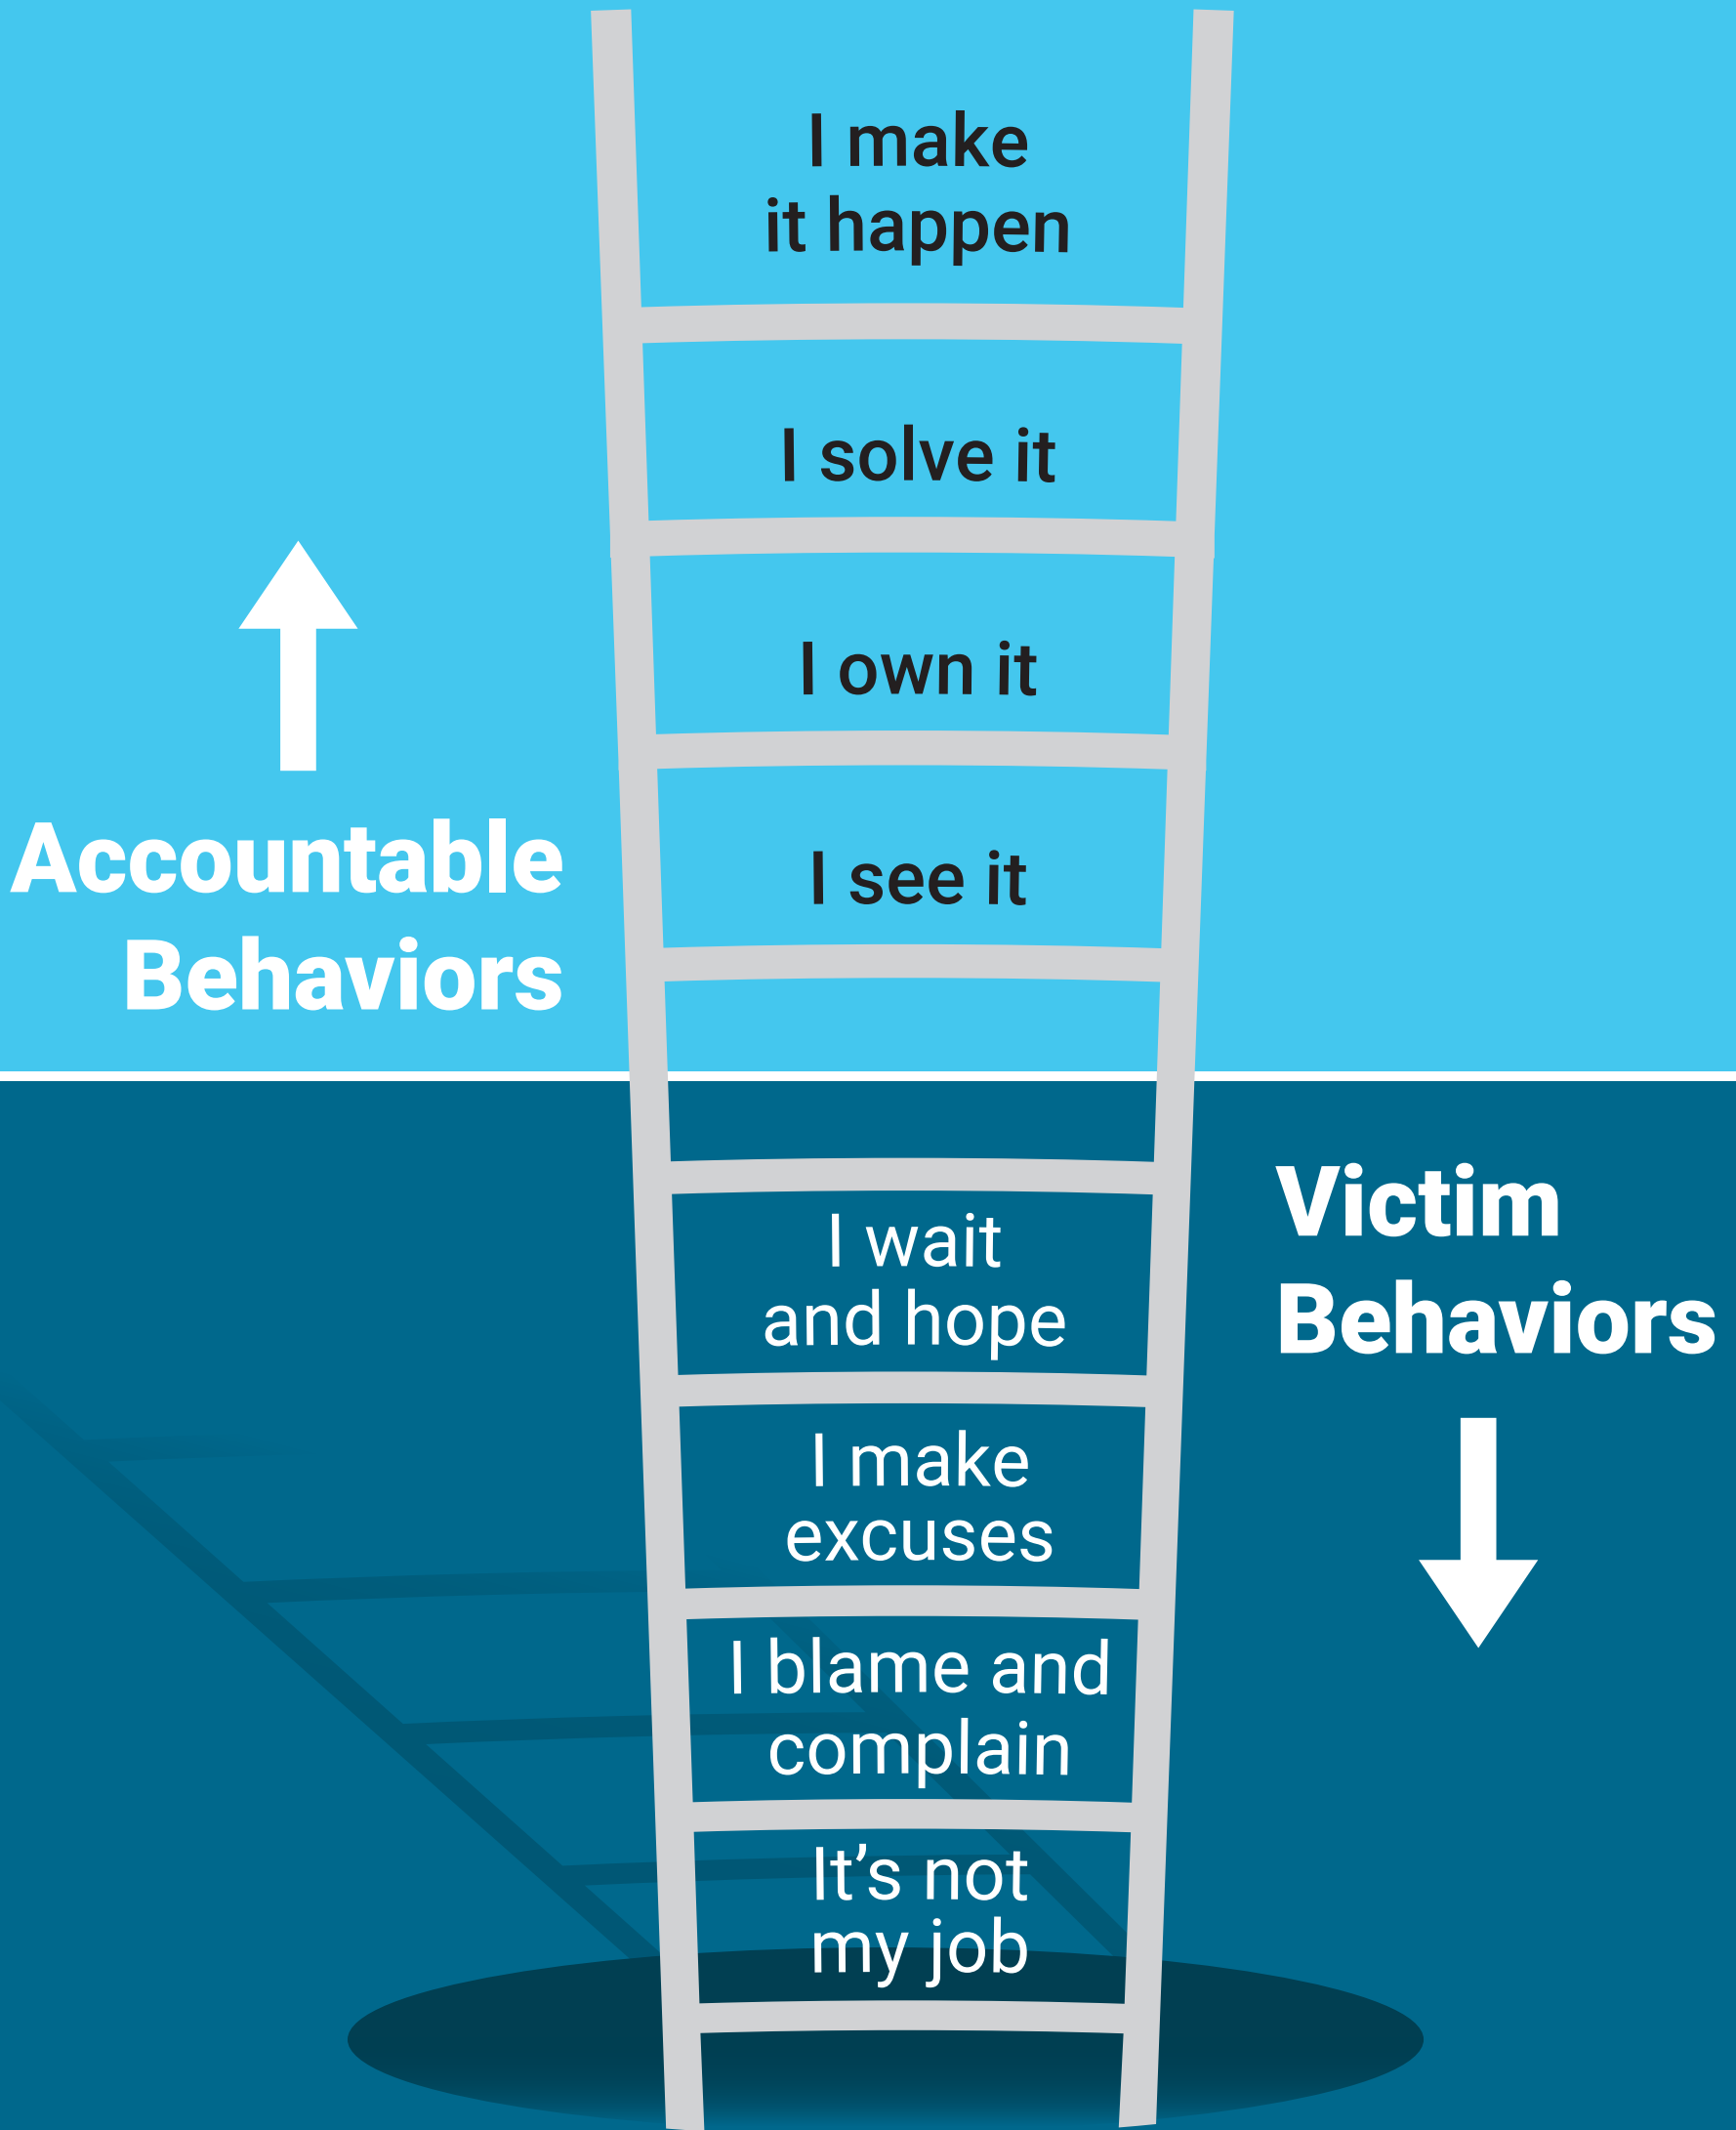 I make
it happen
I solve it
I own it
I see it
Accountable
Behaviors
Victim
Behaviors
I wait
and hope
I make
excuses
I blame and
complain
It’s not
my job